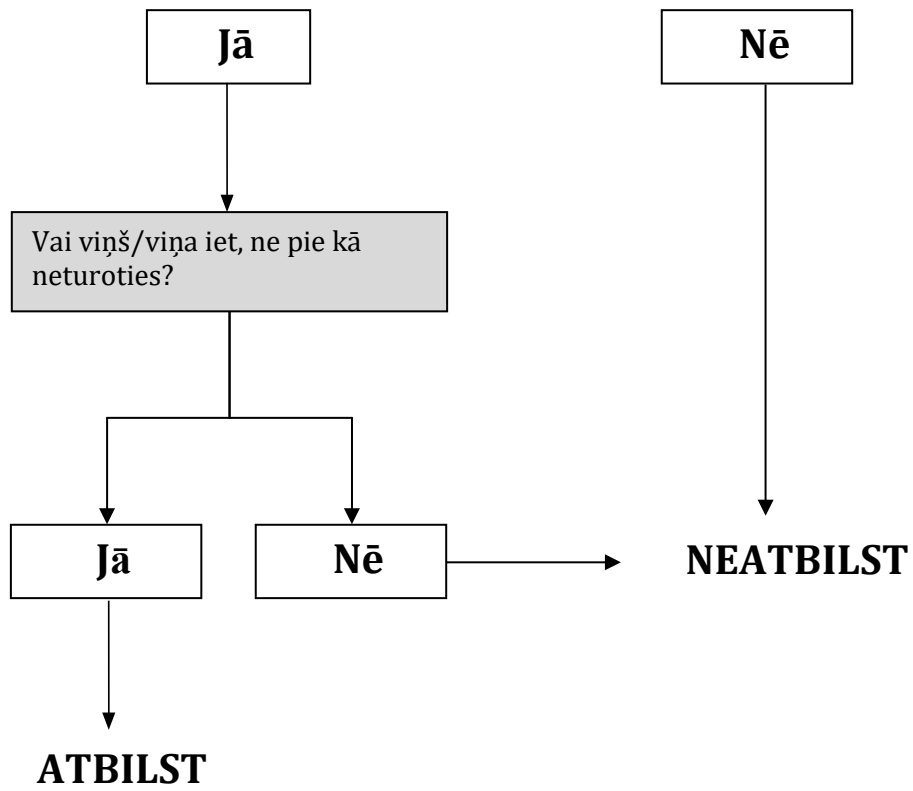 Jā
Nē
Vai viņš/viņa iet, ne pie kā
neturoties?
Jā
Nē
NEATBILST
ATBILST